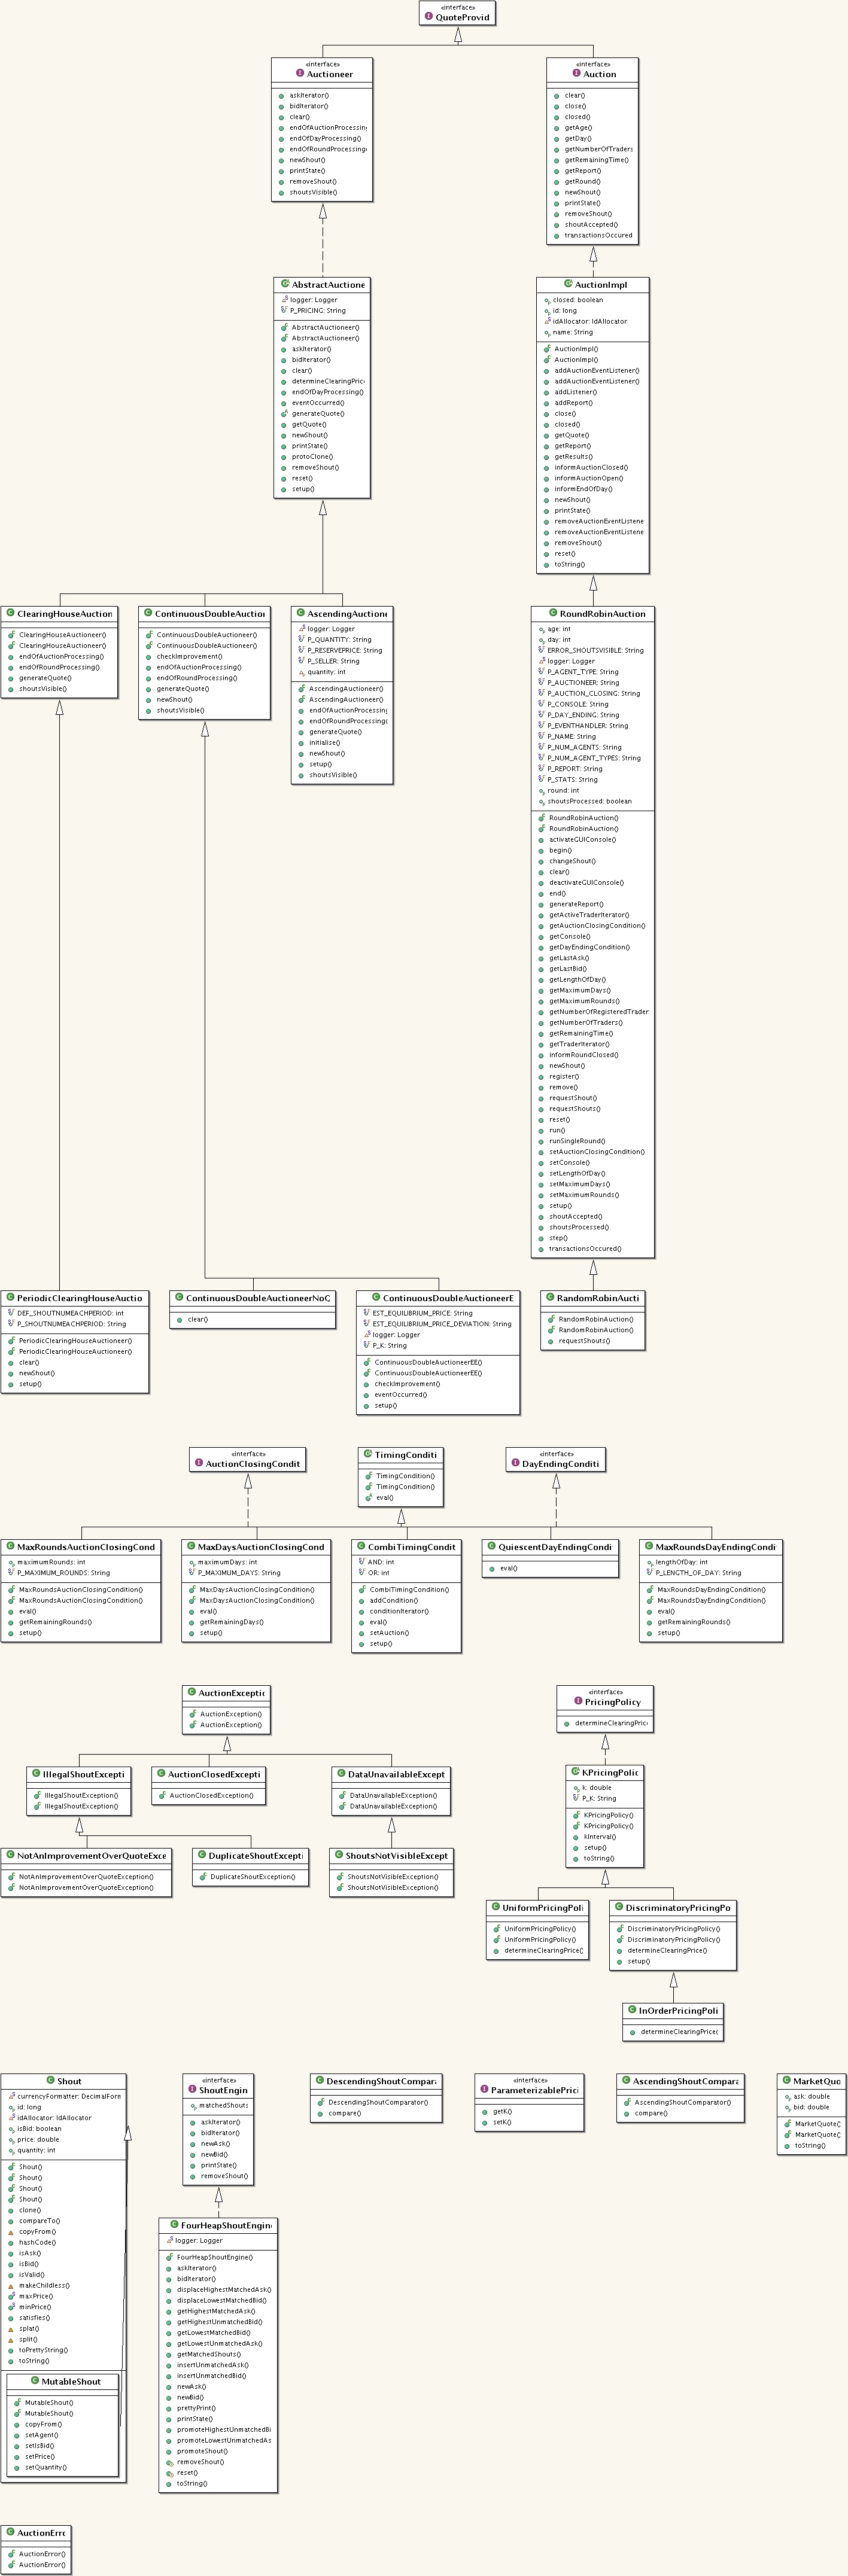 «interface»
QuoteProvid
«interface»
Auctioneer
askIterator()
bidIterator()
clear()
endOfAuctionProcessin
endOfDayProcessing()
endOfRoundProcessing
newShout()
printState()
removeShout()
shoutsVisible()
«interface»
Auction
clear()
close()
closed()
getAge()
getDay()
getNumberOfTraders
getRemainingTime()
getReport()
getRound()
newShout()
printState()
removeShout()
shoutAccepted()
transactionsOccured
AbstractAuctione
logger: Logger
P_PRICING: String
AbstractAuctioneer()
AbstractAuctioneer()
askIterator()
bidIterator()
clear()
determineClearingPric
endOfDayProcessing()
eventOccurred()
generateQuote()
getQuote()
newShout()
printState()
protoClone()
removeShout()
reset()
setup()
AuctionImpl
closed: boolean
id: long
idAllocator: IdAllocator
name: String
AuctionImpl()
AuctionImpl()
addAuctionEventListener()
addAuctionEventListener()
addListener()
addReport()
close()
closed()
getQuote()
getReport()
getResults()
informAuctionClosed()
informAuctionOpen()
informEndOfDay()
newShout()
printState()
removeAuctionEventListene
removeAuctionEventListene
removeShout()
reset()
toString()
ClearingHouseAuction
ClearingHouseAuctioneer()
ClearingHouseAuctioneer()
endOfAuctionProcessing()
endOfRoundProcessing()
generateQuote()
shoutsVisible()
ContinuousDoubleAuction
ContinuousDoubleAuctioneer()
ContinuousDoubleAuctioneer()
checkImprovement()
endOfAuctionProcessing()
endOfRoundProcessing()
generateQuote()
newShout()
shoutsVisible()
AscendingAuctione
logger: Logger
P_QUANTITY: String
P_RESERVEPRICE: String
P_SELLER: String
quantity: int
AscendingAuctioneer()
AscendingAuctioneer()
endOfAuctionProcessing
endOfRoundProcessing(
generateQuote()
initialise()
newShout()
setup()
shoutsVisible()
RoundRobinAuction
age: int
day: int
ERROR_SHOUTSVISIBLE: String
logger: Logger
P_AGENT_TYPE: String
P_AUCTIONEER: String
P_AUCTION_CLOSING: String
P_CONSOLE: String
P_DAY_ENDING: String
P_EVENTHANDLER: String
P_NAME: String
P_NUM_AGENTS: String
P_NUM_AGENT_TYPES: String
P_REPORT: String
P_STATS: String
round: int
shoutsProcessed: boolean
RoundRobinAuction()
RoundRobinAuction()
activateGUIConsole()
begin()
changeShout()
clear()
deactivateGUIConsole()
end()
generateReport()
getActiveTraderIterator()
getAuctionClosingCondition()
getConsole()
getDayEndingCondition()
getLastAsk()
getLastBid()
getLengthOfDay()
getMaximumDays()
getMaximumRounds()
getNumberOfRegisteredTrader
getNumberOfTraders()
getRemainingTime()
getTraderIterator()
informRoundClosed()
newShout()
register()
remove()
requestShout()
requestShouts()
reset()
run()
runSingleRound()
setAuctionClosingCondition()
setConsole()
setLengthOfDay()
setMaximumDays()
setMaximumRounds()
setup()
shoutAccepted()
shoutsProcessed()
step()
transactionsOccured()
PeriodicClearingHouseAuctio
DEF_SHOUTNUMEACHPERIOD: int
P_SHOUTNUMEACHPERIOD: String
PeriodicClearingHouseAuctioneer()
PeriodicClearingHouseAuctioneer()
clear()
newShout()
setup()
ContinuousDoubleAuctioneerNoQ
clear()
ContinuousDoubleAuctioneerE
EST_EQUILIBRIUM_PRICE: String
EST_EQUILIBRIUM_PRICE_DEVIATION: String
logger: Logger
P_K: String
ContinuousDoubleAuctioneerEE()
ContinuousDoubleAuctioneerEE()
checkImprovement()
eventOccurred()
setup()
RandomRobinAucti
RandomRobinAuction()
RandomRobinAuction()
requestShouts()
«interface»
AuctionClosingCondit
TimingConditi
TimingCondition()
TimingCondition()
eval()
«interface»
DayEndingConditi
MaxRoundsAuctionClosingCond
maximumRounds: int
P_MAXIMUM_ROUNDS: String
MaxRoundsAuctionClosingCondition()
MaxRoundsAuctionClosingCondition()
eval()
getRemainingRounds()
setup()
MaxDaysAuctionClosingCond
maximumDays: int
P_MAXIMUM_DAYS: String
MaxDaysAuctionClosingCondition()
MaxDaysAuctionClosingCondition()
eval()
getRemainingDays()
setup()
CombiTimingCondit
AND: int
OR: int
CombiTimingCondition()
addCondition()
conditionIterator()
eval()
setAuction()
setup()
QuiescentDayEndingCondi
eval()
MaxRoundsDayEndingCondi
lengthOfDay: int
P_LENGTH_OF_DAY: String
MaxRoundsDayEndingCondition()
MaxRoundsDayEndingCondition()
eval()
getRemainingRounds()
setup()
AuctionExceptic
AuctionException()
AuctionException()
«interface»
PricingPolicy
determineClearingPric
IllegalShoutExcepti
IllegalShoutException()
IllegalShoutException()
AuctionClosedExcepti
AuctionClosedException()
DataUnavailableExcept
DataUnavailableException()
DataUnavailableException()
KPricingPolic
k: double
P_K: String
KPricingPolicy()
KPricingPolicy()
kInterval()
setup()
toString()
NotAnImprovementOverQuoteExce
NotAnImprovementOverQuoteException()
NotAnImprovementOverQuoteException()
DuplicateShoutExcepti
DuplicateShoutException()
ShoutsNotVisibleExcept
ShoutsNotVisibleException()
ShoutsNotVisibleException()
UniformPricingPoli
UniformPricingPolicy()
UniformPricingPolicy()
determineClearingPrice(
DiscriminatoryPricingPo
DiscriminatoryPricingPolicy()
DiscriminatoryPricingPolicy()
determineClearingPrice()
setup()
InOrderPricingPoli
determineClearingPrice(
Shout
currencyFormatter: DecimalForm
id: long
idAllocator: IdAllocator
isBid: boolean
price: double
quantity: int
Shout()
Shout()
Shout()
Shout()
clone()
compareTo()
copyFrom()
hashCode()
isAsk()
isBid()
isValid()
makeChildless()
maxPrice()
minPrice()
satisfies()
splat()
split()
toPrettyString()
toString()
MutableShout
MutableShout()
MutableShout()
copyFrom()
setAgent()
setIsBid()
setPrice()
setQuantity()
«interface»
ShoutEngin
matchedShouts
askIterator()
bidIterator()
newAsk()
newBid()
printState()
removeShout()
DescendingShoutCompara
DescendingShoutComparator()
compare()
«interface»
ParameterizablePrici
getK()
setK()
AscendingShoutCompara
AscendingShoutComparator()
compare()
MarketQuo
ask: double
bid: double
MarketQuote()
MarketQuote()
toString()
FourHeapShoutEngin
logger: Logger
FourHeapShoutEngine()
askIterator()
bidIterator()
displaceHighestMatchedAsk()
displaceLowestMatchedBid()
getHighestMatchedAsk()
getHighestUnmatchedBid()
getLowestMatchedBid()
getLowestUnmatchedAsk()
getMatchedShouts()
insertUnmatchedAsk()
insertUnmatchedBid()
newAsk()
newBid()
prettyPrint()
printState()
promoteHighestUnmatchedBi
promoteLowestUnmatchedAs
promoteShout()
removeShout()
reset()
toString()
AuctionErrc
AuctionError()
AuctionError()